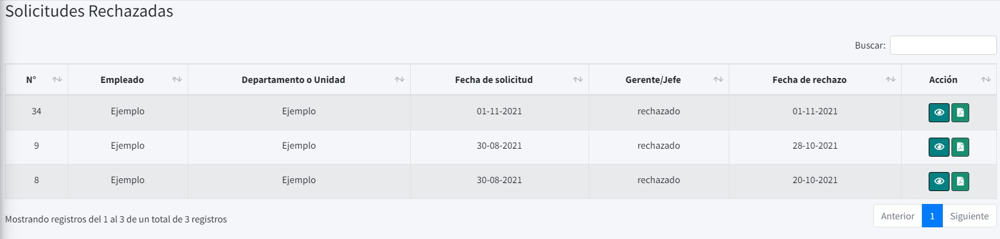 Solicitudes Rechazadas
Buscar:
N° Empleado Departamento o Unidad Fecha de solicitud Gerente/Jefe Fecha de rechazo Acción
34 Ejemplo Ejemplo 01-11-2021 rechazado 01-11-2021
9 Ejemplo Ejemplo 30-08-2021 rechazado 28-10-2021
8 Ejemplo Ejemplo 30-08-2021 rechazado 20-10-2021
Mostrando registros del 1 al 3 de un total de 3 registros
Anterior 1 Siguiente